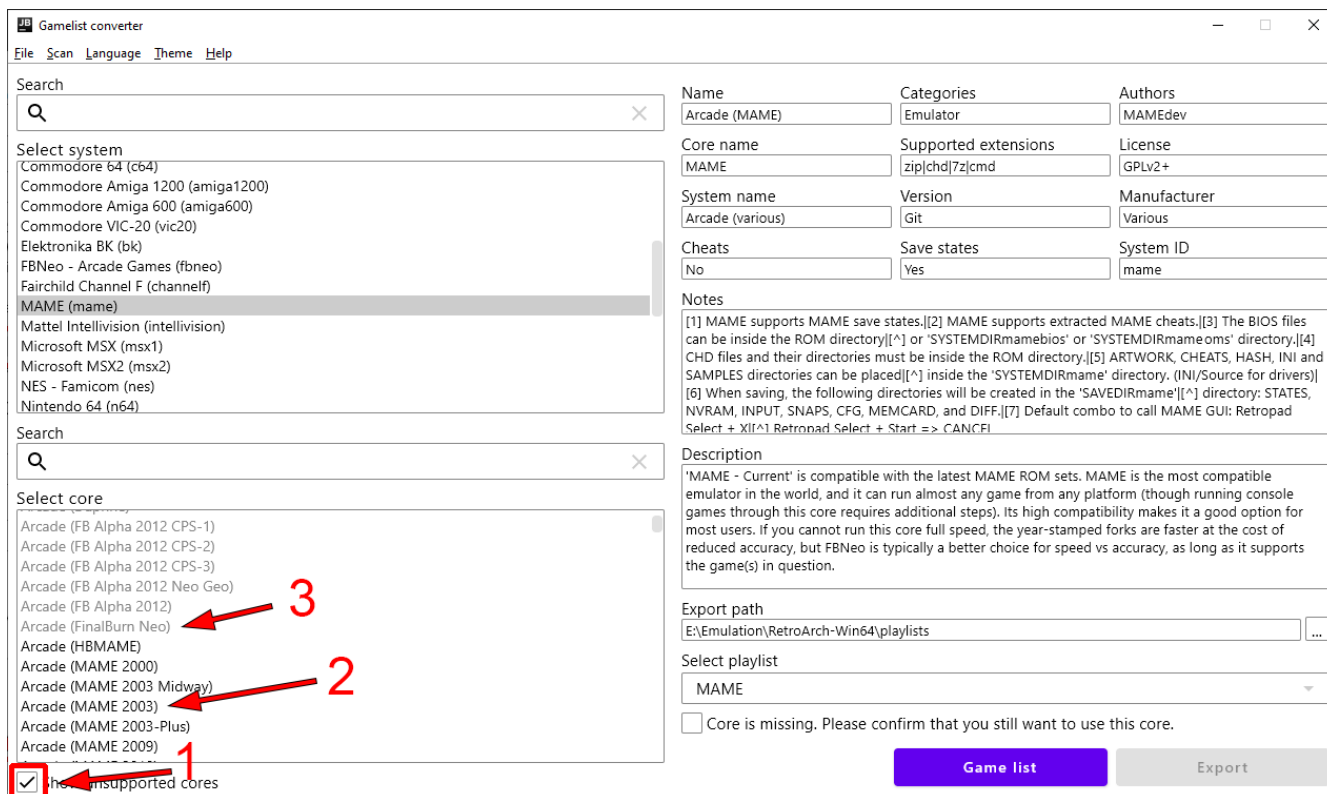 Gamelist converter
File Scan Language Theme Help
Search
Select system
Commodore 64 (c64)
Commodore Amiga 1200 (amiga1200)
Commodore Amiga 600 (amiga600)
Commodore VIC-20 (vic20)
Elektronika BK (bk)
FBNeo - Arcade Games (fbneo)
Fairchild Channel F (channelf)
MAME (mame)
Mattel Intellivision (intellivision)
Microsoft MSX (msx1)
Microsoft MSX2 (msx2)
NES - Famicom (nes)
Nintendo 64 (n64)
Search
Select core
Arcade (FB Alpha 2012 CPS-1)
Arcade (FB Alpha 2012 CPS-2)
Arcade (FB Alpha 2012 CPS-3)
Arcade (FB Alpha 2012 Neo Geo)
Arcade (FB Alpha 2012)
Arcade (FinalBurn Neo)
3
Arcade (HBMAME)
Arcade (MAME 2000)
Arcade (MAME 2003 Midway)
2
Arcade (MAME 2003)
Arcade (MAME 2003-Plus)
Arcade (MAME 2009)
1
unsupported cores
Name Categories Authors
Arcade (MAME) Emulator MAMEdev
Core name Supported extensions License
MAME zip|chd|7z|cmd GPLv2+
System name Version Manufacturer
Arcade (various) Git Various
Cheats Save states System ID
No Yes mame
Notes
[1] MAME supports MAME save states.|[2] MAME supports extracted MAME cheats.|[3] The BIOS files
can be inside the ROM directory|[^] or 'SYSTEMDIRmamebios' or 'SYSTEMDIRmameoms' directory.|[4]
CHD files and their directories must be inside the ROM directory.|[5] ARTWORK, CHEATS, HASH, INI and
SAMPLES directories can be placed|[^] inside the 'SYSTEMDIRmame' directory. (INI/Source for drivers)|
[6] When saving, the following directories will be created in the 'SAVEDIRmame'|[^] directory: STATES,
NVRAM, INPUT, SNAPS, CFG, MEMCARD, and DIFF.|[7] Default combo to call MAME GUI: Retropad
Select + X|[^] Retropad Select + Start => CANCEL
Description
'MAME - Current' is compatible with the latest MAME ROM sets. MAME is the most compatible
emulator in the world, and it can run almost any game from any platform (though running console
games through this core requires additional steps). Its high compatibility makes it a good option for
most users. If you cannot run this core full speed, the year-stamped forks are faster at the cost of
reduced accuracy, but FBNeo is typically a better choice for speed vs accuracy, as long as it supports
the game(s) in question.
Export path
E:\Emulation\RetroArch-Win64\playlists ...
Select playlist
MAME
Core is missing. Please confirm that you still want to use this core.
Game list Export